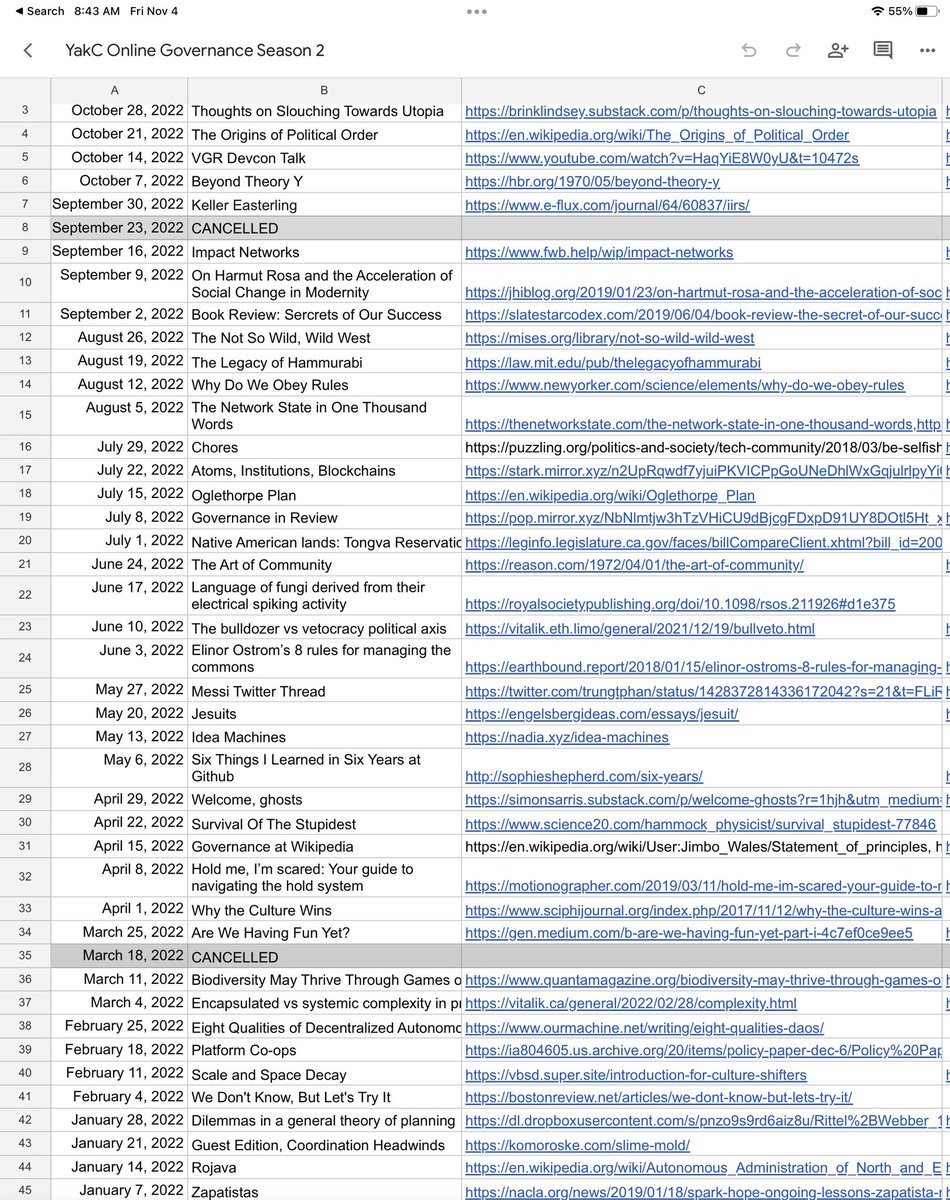 Search 8:43 AM Fri Nov 4 55%
YakC Online Governance Season 2
A B C
3 October 28, 2022 Thoughts on Slouching Towards Utopia https://brinklindsey.substack.com/p/thoughts-on-slouching-towards-utopia
4 October 21, 2022 The Origins of Political Order https://en.wikipedia.org/wiki/The_Origins_of_Political_Order
5 October 14, 2022 VGR Devcon Talk https://www.youtube.com/watch?v=HaqYiE8W0yU&t=10472s
6 October 7, 2022 Beyond Theory Y https://hbr.org/1970/05/beyond-theory-y
7 September 30, 2022 Keller Easterling https://www.e-flux.com/journal/64/60837/iirs/
8 September 23, 2022 CANCELLED
9 September 16, 2022 Impact Networks https://www.fwb.help/wip/impact-networks
10 September 9, 2022 On Harmut Rosa and the Acceleration of
Social Change in Modernity https://jhiblog.org/2019/01/23/on-hartmut-rosa-and-the-acceleration-of-soc
11 September 2, 2022 Book Review: Sercrets of Our Success https://slatestarcodex.com/2019/06/04/book-review-the-secret-of-our-succ
12 August 26, 2022 The Not So Wild, Wild West https://mises.org/library/not-so-wild-wild-west
13 August 19, 2022 The Legacy of Hammurabi https://law.mit.edu/pub/thelegacyofhammurabi
14 August 12, 2022 Why Do We Obey Rules https://www.newyorker.com/science/elements/why-do-we-obey-rules
15 August 5, 2022 The Network State in One Thousand
Words https://thenetworkstate.com/the-network-state-in-one-thousand-words,http
16 July 29, 2022 Chores https://puzzling.org/politics-and-society/tech-community/2018/03/be-selfish
17 July 22, 2022 Atoms, Institutions, Blockchains https://stark.mirror.xyz/n2UpRqwdf7yjuiPKVICPpGoUNeDhlWxGqjulrlpyYi
18 July 15, 2022 Oglethorpe Plan https://en.wikipedia.org/wiki/Oglethorpe_Plan
19 July 8, 2022 Governance in Review https://pop.mirror.xyz/NbNlmtjw3hTzVHiCU9dBjcgFDxpD91UY8DOtl5Ht_x
20 July 1, 2022 Native American lands: Tongva Reservatio https://leginfo.legislature.ca.gov/faces/billCompareClient.xhtml?bill_id=200
21 June 24, 2022 The Art of Community https://reason.com/1972/04/01/the-art-of-community/
22 June 17, 2022 Language of fungi derived from their
electrical spiking activity https://royalsocietypublishing.org/doi/10.1098/rsos.211926#d1e375
23 June 10, 2022 The bulldozer vs vetocracy political axis https://vitalik.eth.limo/general/2021/12/19/bullveto.html
24 June 3, 2022 Elinor Ostrom's 8 rules for managing the
commons https://earthbound.report/2018/01/15/elinor-ostroms-8-rules-for-managing-
25 May 27, 2022 Messi Twitter Thread https://twitter.com/trungtphan/status/1428372814336172042?s=21&t=FLiF
26 May 20, 2022 Jesuits https://engelsbergideas.com/essays/jesuit/
27 May 13, 2022 Idea Machines https://nadia.xyz/idea-machines
28 May 6, 2022 Six Things I Learned in Six Years at
Github http://sophieshepherd.com/six-years/
29 April 29, 2022 Welcome, ghosts https://simonsarris.substack.com/p/welcome-ghosts?r=1hjh&utm_medium=
30 April 22, 2022 Survival Of The Stupidest https://www.science20.com/hammock_physicist/survival_stupidest-77846
31 April 15, 2022 Governance at Wikipedia https://en.wikipedia.org/wiki/User:Jimbo_Wales/Statement_of_principles, h
32 April 8, 2022 Hold me, I'm scared: Your guide to
navigating the hold system https://motionographer.com/2019/03/11/hold-me-im-scared-your-guide-to-r
33 April 1, 2022 Why the Culture Wins https://www.sciphijournal.org/index.php/2017/11/12/why-the-culture-wins-a
34 March 25, 2022 Are We Having Fun Yet? https://gen.medium.com/b-are-we-having-fun-yet-part-i-4c7ef0ce9ee5
35 March 18, 2022 CANCELLED
36 March 11, 2022 Biodiversity May Thrive Through Games o https://www.quantamagazine.org/biodiversity-may-thrive-through-games-o
37 March 4, 2022 Encapsulated vs systemic complexity in pr https://vitalik.ca/general/2022/02/28/complexity.html
38 February 25, 2022 Eight Qualities of Decentralized Autonomo https://www.ourmachine.net/writing/eight-qualities-daos/
39 February 18, 2022 Platform Co-ops https://ia804605.us.archive.org/20/items/policy-paper-dec-6/Policy%20Pap
40 February 11, 2022 Scale and Space Decay https://vbsd.super.site/introduction-for-culture-shifters
41 February 4, 2022 We Don't Know, But Let's Try It https://bostonreview.net/articles/we-dont-know-but-lets-try-it/
42 January 28, 2022 Dilemmas in a general theory of planning https://dl.dropboxusercontent.com/s/pnzo9s9rd6aiz8u/Rittel%2BWebber_1
43 January 21, 2022 Guest Edition, Coordination Headwinds https://komoroske.com/slime-mold/
44 January 14, 2022 Rojava https://en.wikipedia.org/wiki/Autonomous_Administration_of_North_and_E
45 January 7, 2022 Zapatistas https://nacla.org/news/2019/01/18/spark-hope-ongoing-lessons-zapatista-r